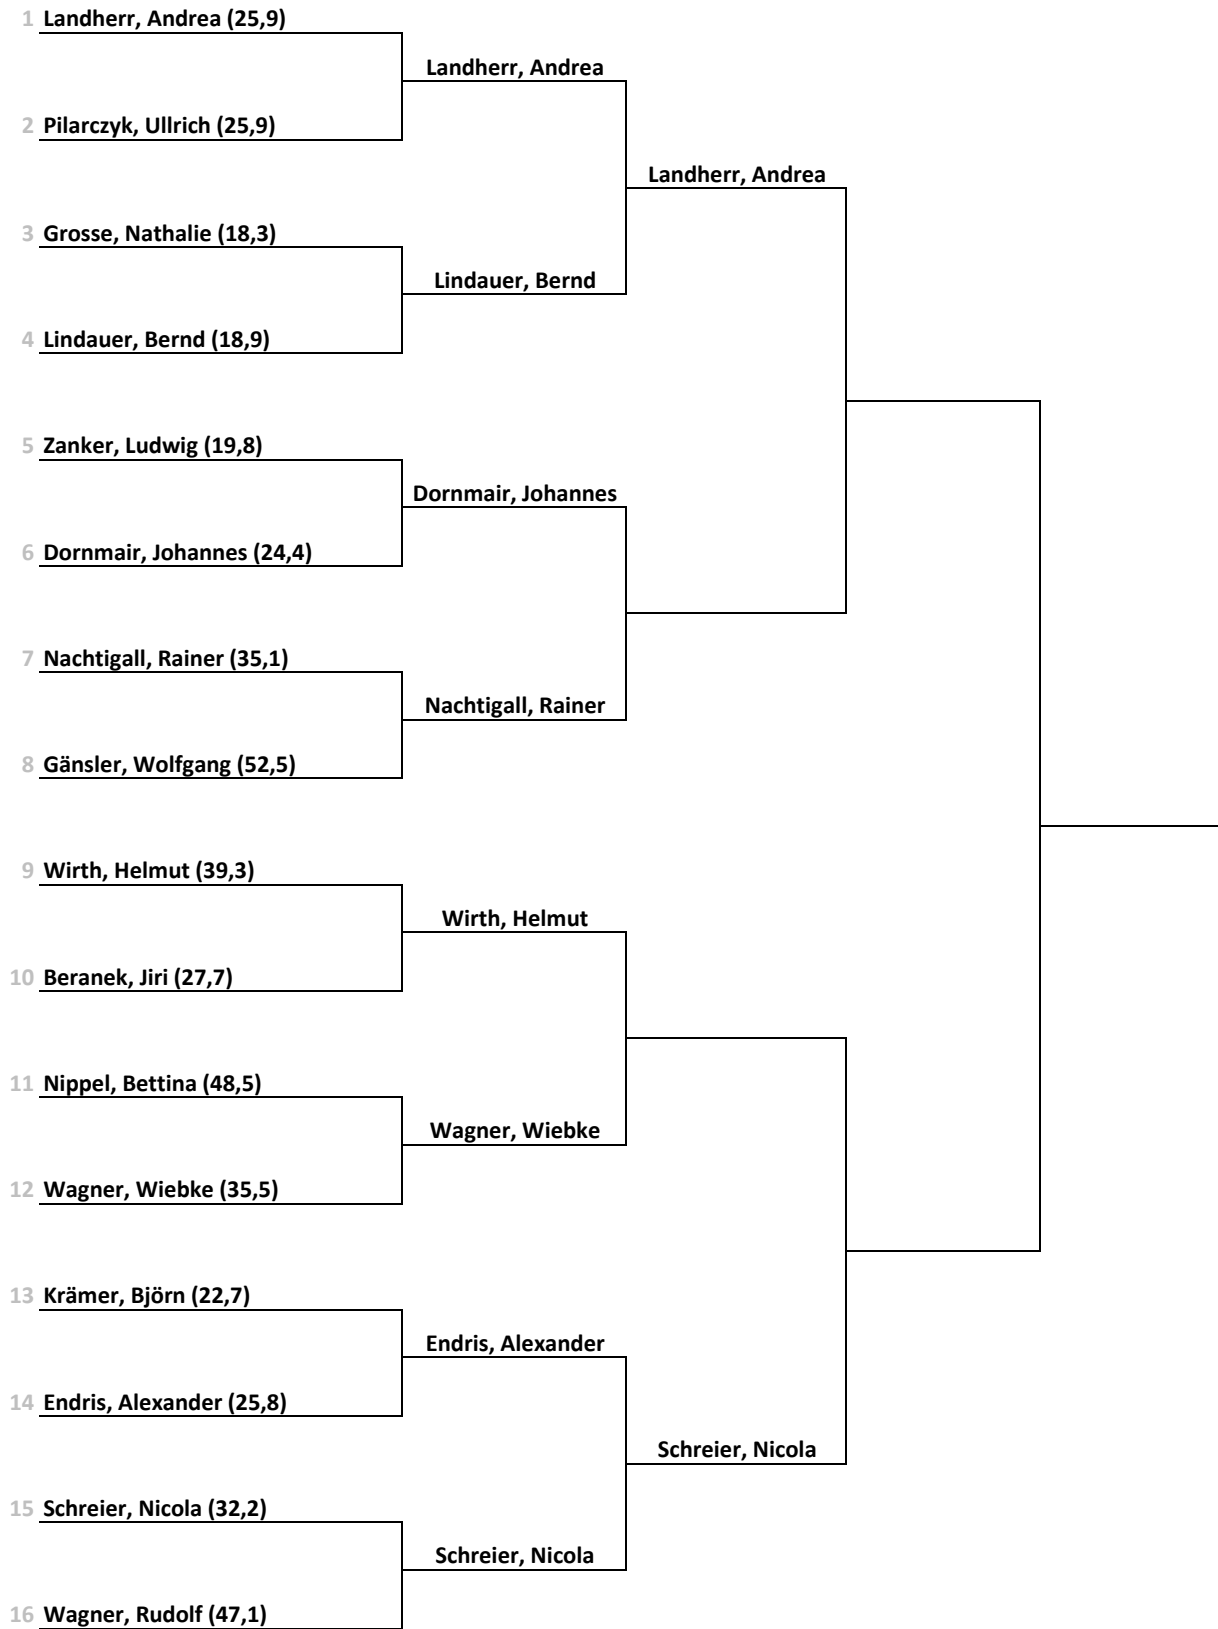 1 Landherr, Andrea (25,9)
Landherr, Andrea
2 Pilarczyk, Ullrich (25,9)
Landherr, Andrea
3 Grosse, Nathalie (18,3)
Lindauer, Bernd
4 Lindauer, Bernd (18,9)
5 Zanker, Ludwig (19,8)
Dornmair, Johannes
6 Dornmair, Johannes (24,4)
7 Nachtigall, Rainer (35,1)
Nachtigall, Rainer
8 Gänsler, Wolfgang (52,5)
9 Wirth, Helmut (39,3)
Wirth, Helmut
10 Beranek, Jiri (27,7)
11 Nippel, Bettina (48,5)
Wagner, Wiebke
12 Wagner, Wiebke (35,5)
13 Krämer, Björn (22,7)
Endris, Alexander
14 Endris, Alexander (25,8)
Schreier, Nicola
15 Schreier, Nicola (32,2)
Schreier, Nicola
16 Wagner, Rudolf (47,1)